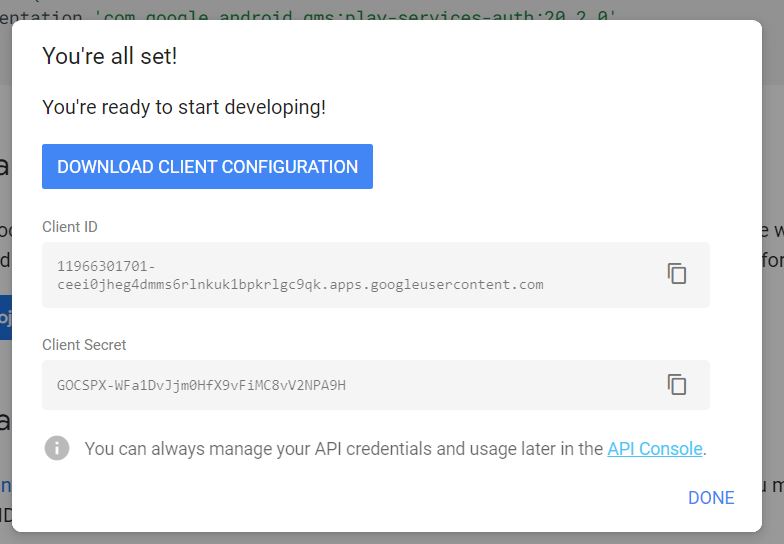 entation 'com.google.android.gms:play-services-auth:20.2.0'
You're all set!
You're ready to start developing!
DOWNLOAD CLIENT CONFIGURATION
Client ID
11966301701-
ceei0jheg4dmms6rlnkuk1bpkrlgc9qk.apps.googleusercontent.com
Client Secret
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
You can always manage your API credentials and usage later in the API Console.
DONE